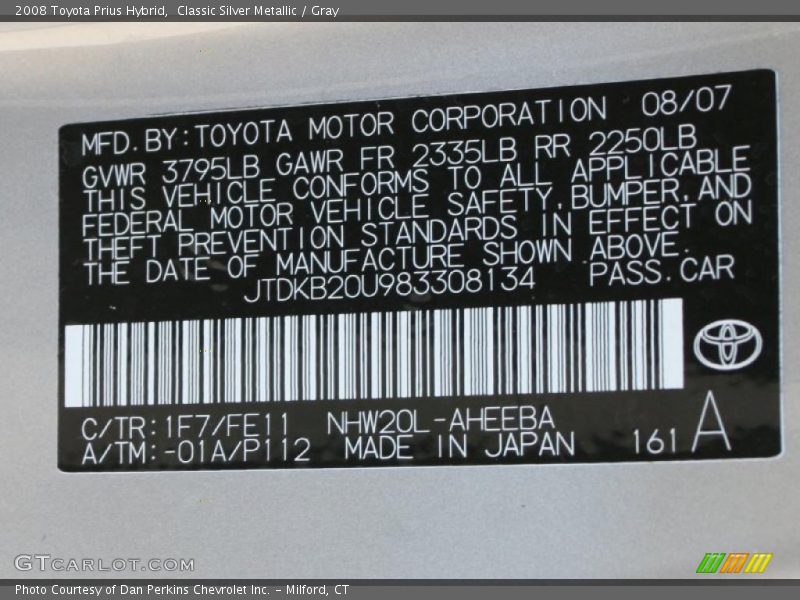 2008 Toyota Prius Hybrid,  Classic Silver Metallic / Gray
MFD. BY: TOYOTA MOTOR CORPORATION 08/07
GVWR 3795LB GAWR FR 2335LB RR 2250LB
THIS VEHICLE CONFORMS TO ALL APPLICABLE
FEDERAL MOTOR VEHICLE SAFETY, BUMPER, AND
THEFT PREVENTION STANDARDS IN EFFECT ON
THE DATE OF MANUFACTURE SHOWN ABOVE.
JTDKB20U983308134 PASS. CAR
C/TR: 1F7/FE11 NHW20L-AHEEBA
A/TM: -01A/P112 MADE IN JAPAN 161 A
GTCARLOT.COM
Photo Courtesy of Dan Perkins Chevrolet Inc. - Milford, CT